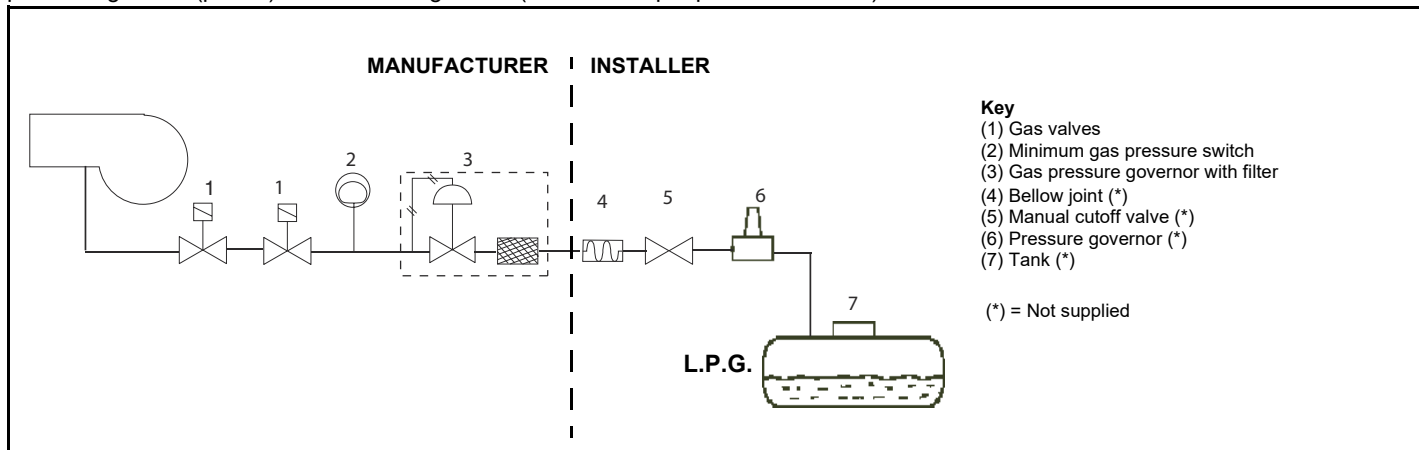 MANUFACTURER INSTALLER
Key
(1) Gas valves
(2) Minimum gas pressure switch
(3) Gas pressure governor with filter
(4) Bellow joint (*)
(5) Manual cutoff valve (*)
(6) Pressure governor (*)
(7) Tank (*)
(*) = Not supplied
1
1
2
3
4
5
6
7
L.P.G.